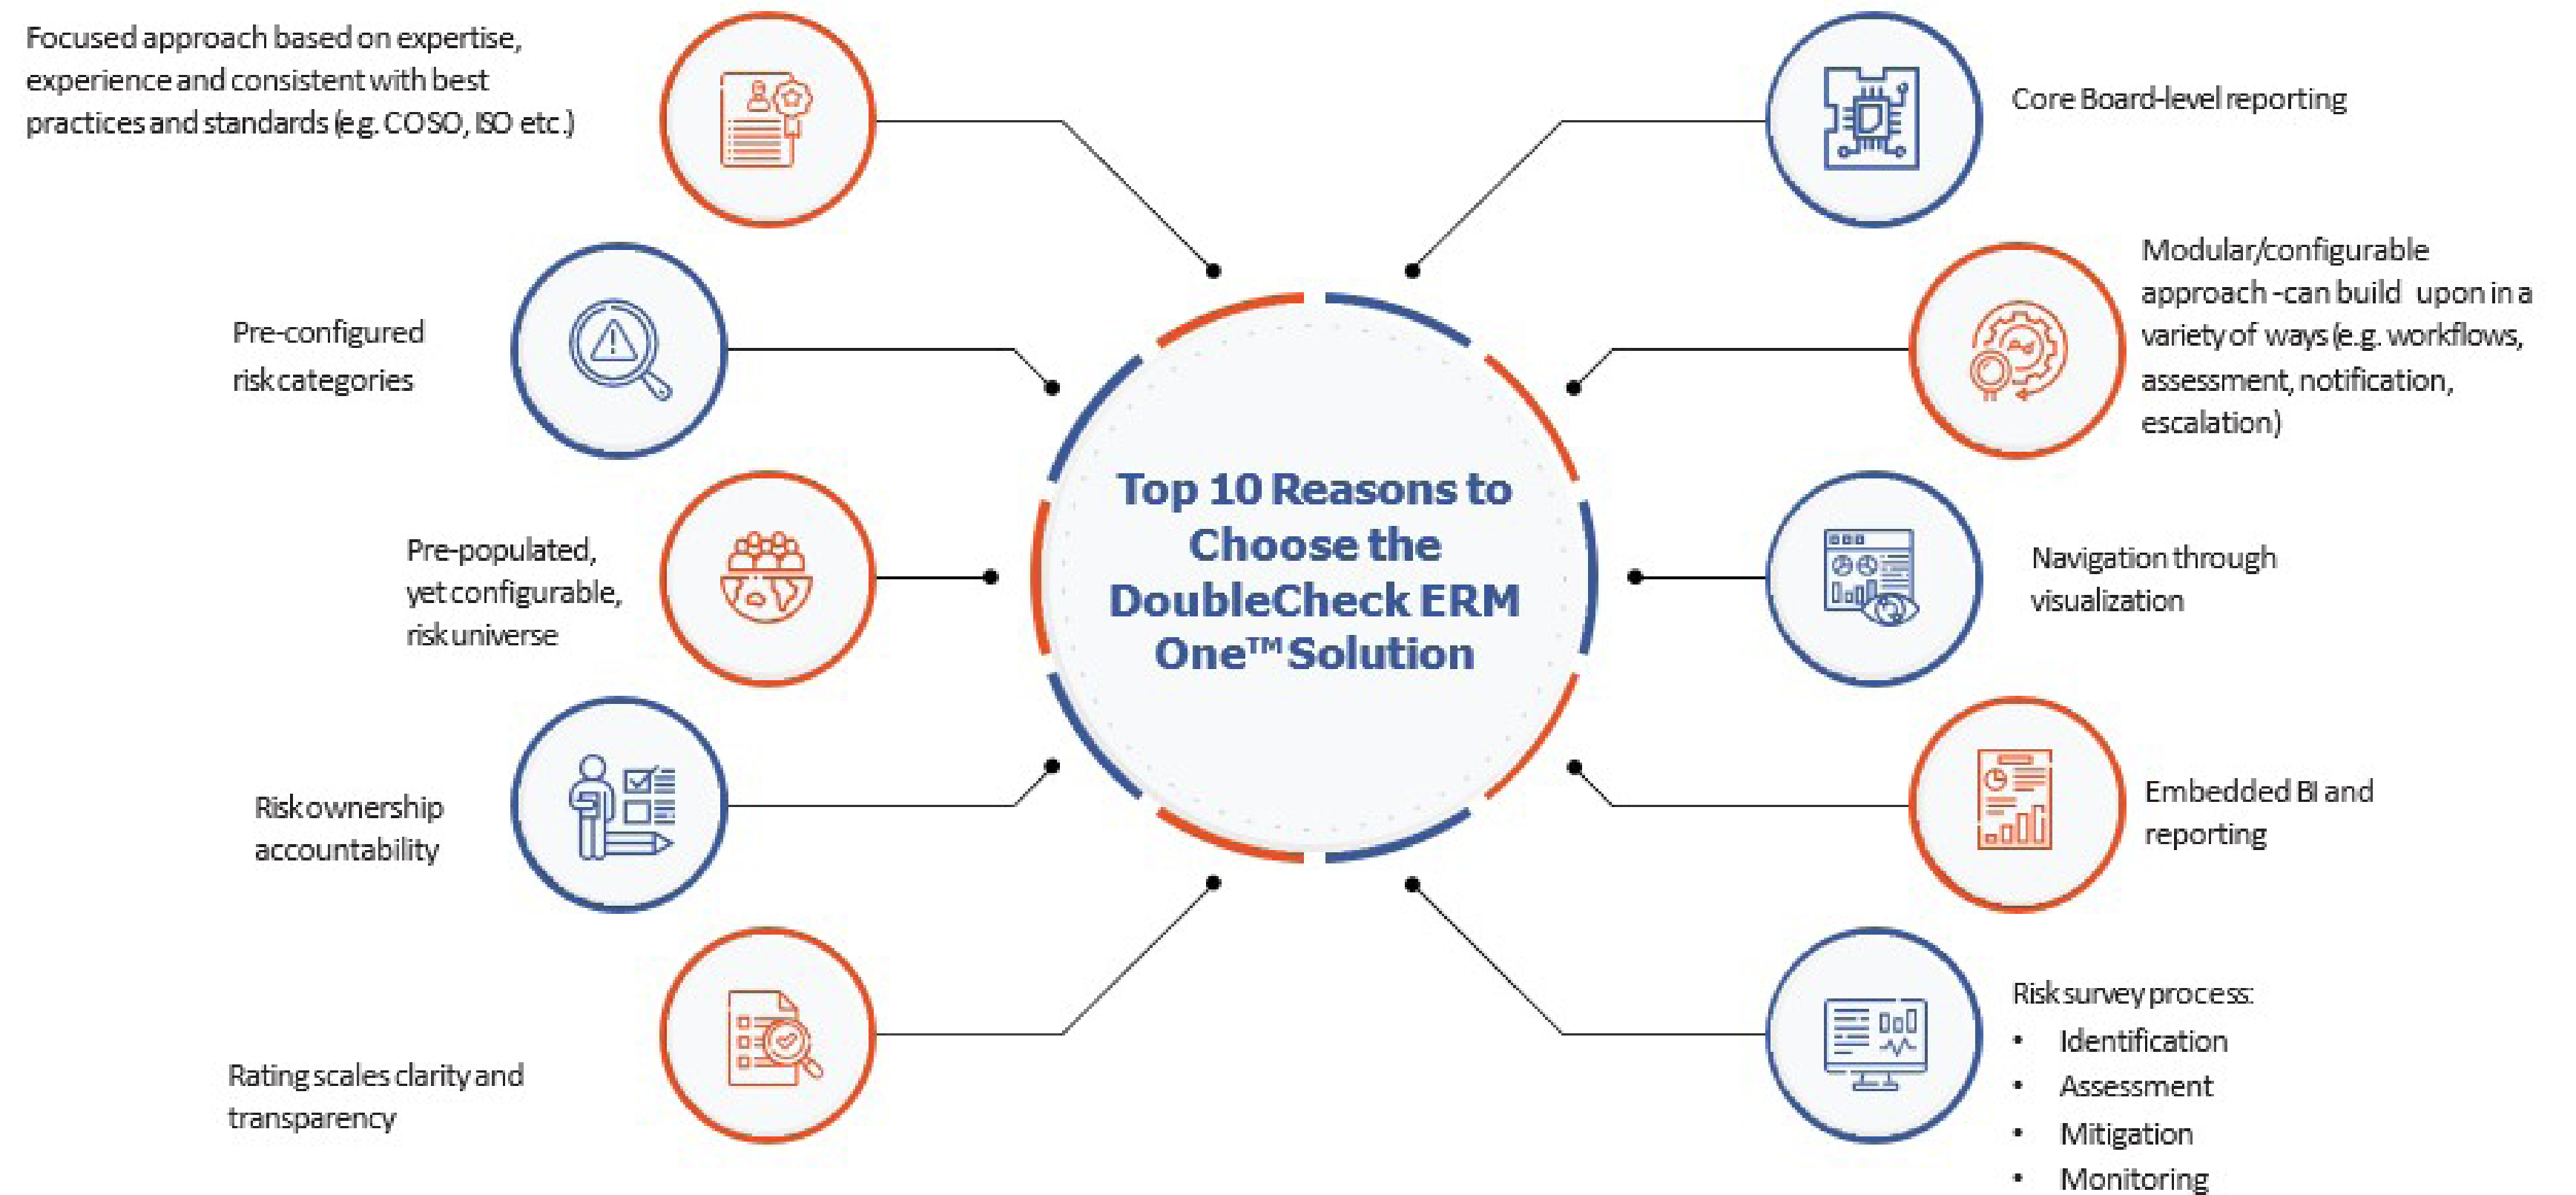 Focused approach based on expertise,
experience and consistent with best
practices and standards (e.g. COSO, ISO etc.)
Pre-configured
risk categories
Pre-populated,
yet configurable,
risk universe
Risk ownership
accountability
Rating scales clarity and
transparency
Top 10 Reasons to
Choose the
DoubleCheck ERM
One™ Solution
Core Board-level reporting
Modular/configurable
approach -can build upon in a
variety of ways (e.g. workflows,
assessment, notification,
escalation)
Navigation through
visualization
Embedded BI and
reporting
Risk survey process:
• Identification
• Assessment
• Mitigation
• Monitoring